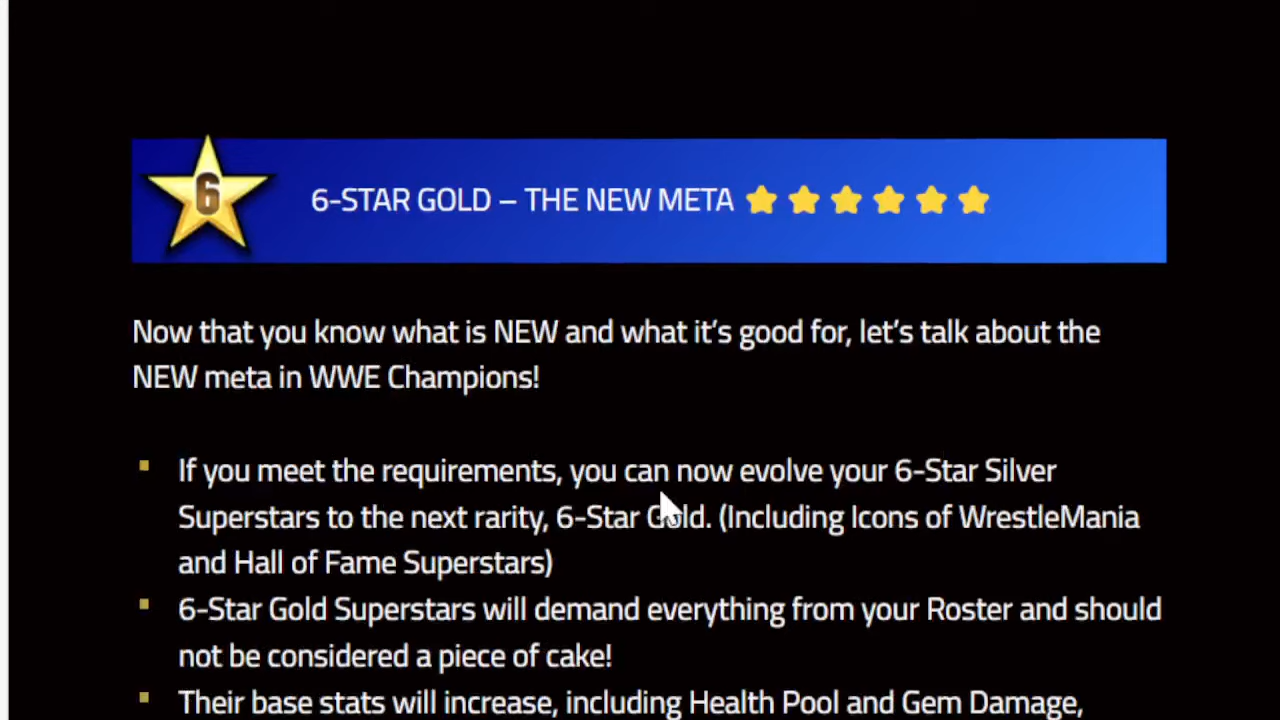 6
6-STAR GOLD – THE NEW META
Now that you know what is NEW and what it's good for, let's talk about the
NEW meta in WWE Champions!
If you meet the requirements, you can now evolve your 6-Star Silver
Superstars to the next rarity, 6-Star Gold. (Including Icons of WrestleMania
and Hall of Fame Superstars)
6-Star Gold Superstars will demand everything from your Roster and should
not be considered a piece of cake!
Their base stats will increase, including Health Pool and Gem Damage,